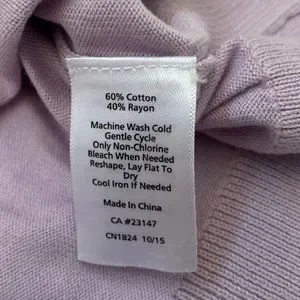 60% Cotton
40% Rayon
Machine Wash Cold
Gentle Cycle
Only Non-Chlorine
Bleach When Needed
Reshape, Lay Flat To
Dry
Cool Iron If Needed
Made In China
CA #23147
CN1824 10/15